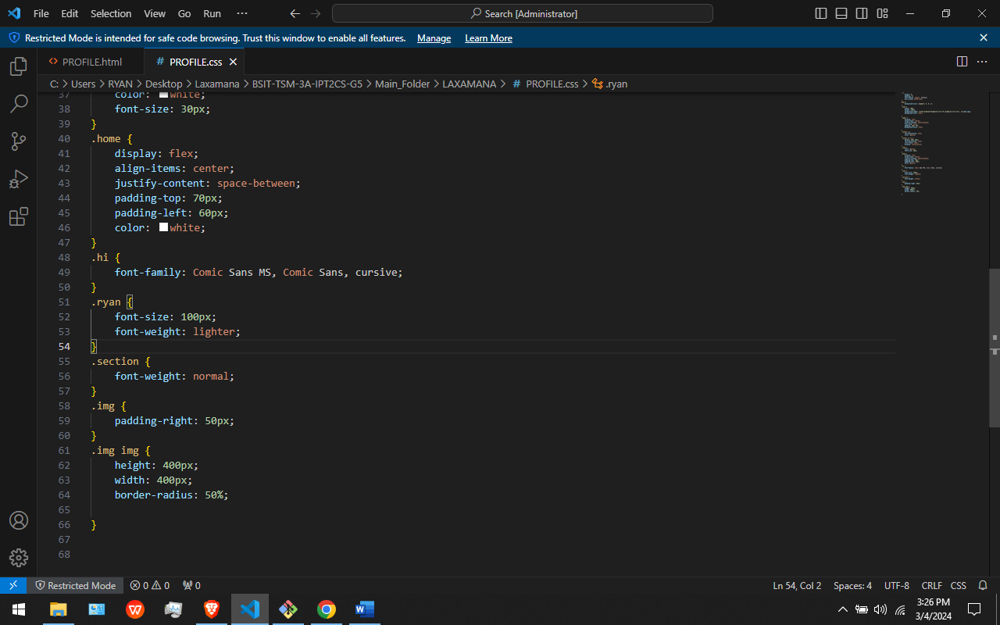 File Edit Selection View Go Run ··· Search [Administrator]
Restricted Mode is intended for safe code browsing. Trust this window to enable all features. Manage Learn More
PROFILE.html # PROFILE.css
C: > Users > RYAN > Desktop > Laxamana > BSIT-TSM-3A-IPT2CS-G5 > Main_Folder > LAXAMANA > # PROFILE.css > .ryan
37 color: white;
38 font-size: 30px;
39 }
40 .home {
41 display: flex;
42 align-items: center;
43 justify-content: space-between;
44 padding-top: 70px;
45 padding-left: 60px;
46 color: white;
47 }
48 .hi {
49 font-family: Comic Sans MS, Comic Sans, cursive;
50 }
51 .ryan {
52 font-size: 100px;
53 font-weight: lighter;
54 }
55 .section {
56 font-weight: normal;
57 }
58 .img {
59 padding-right: 50px;
60 }
61 .img img {
62 height: 400px;
63 width: 400px;
64 border-radius: 50%;
65
66 }
67
68
Restricted Mode 0 0 0 Ln 54, Col 2 Spaces: 4 UTF-8 CRLF CSS
3:26 PM
3/4/2024